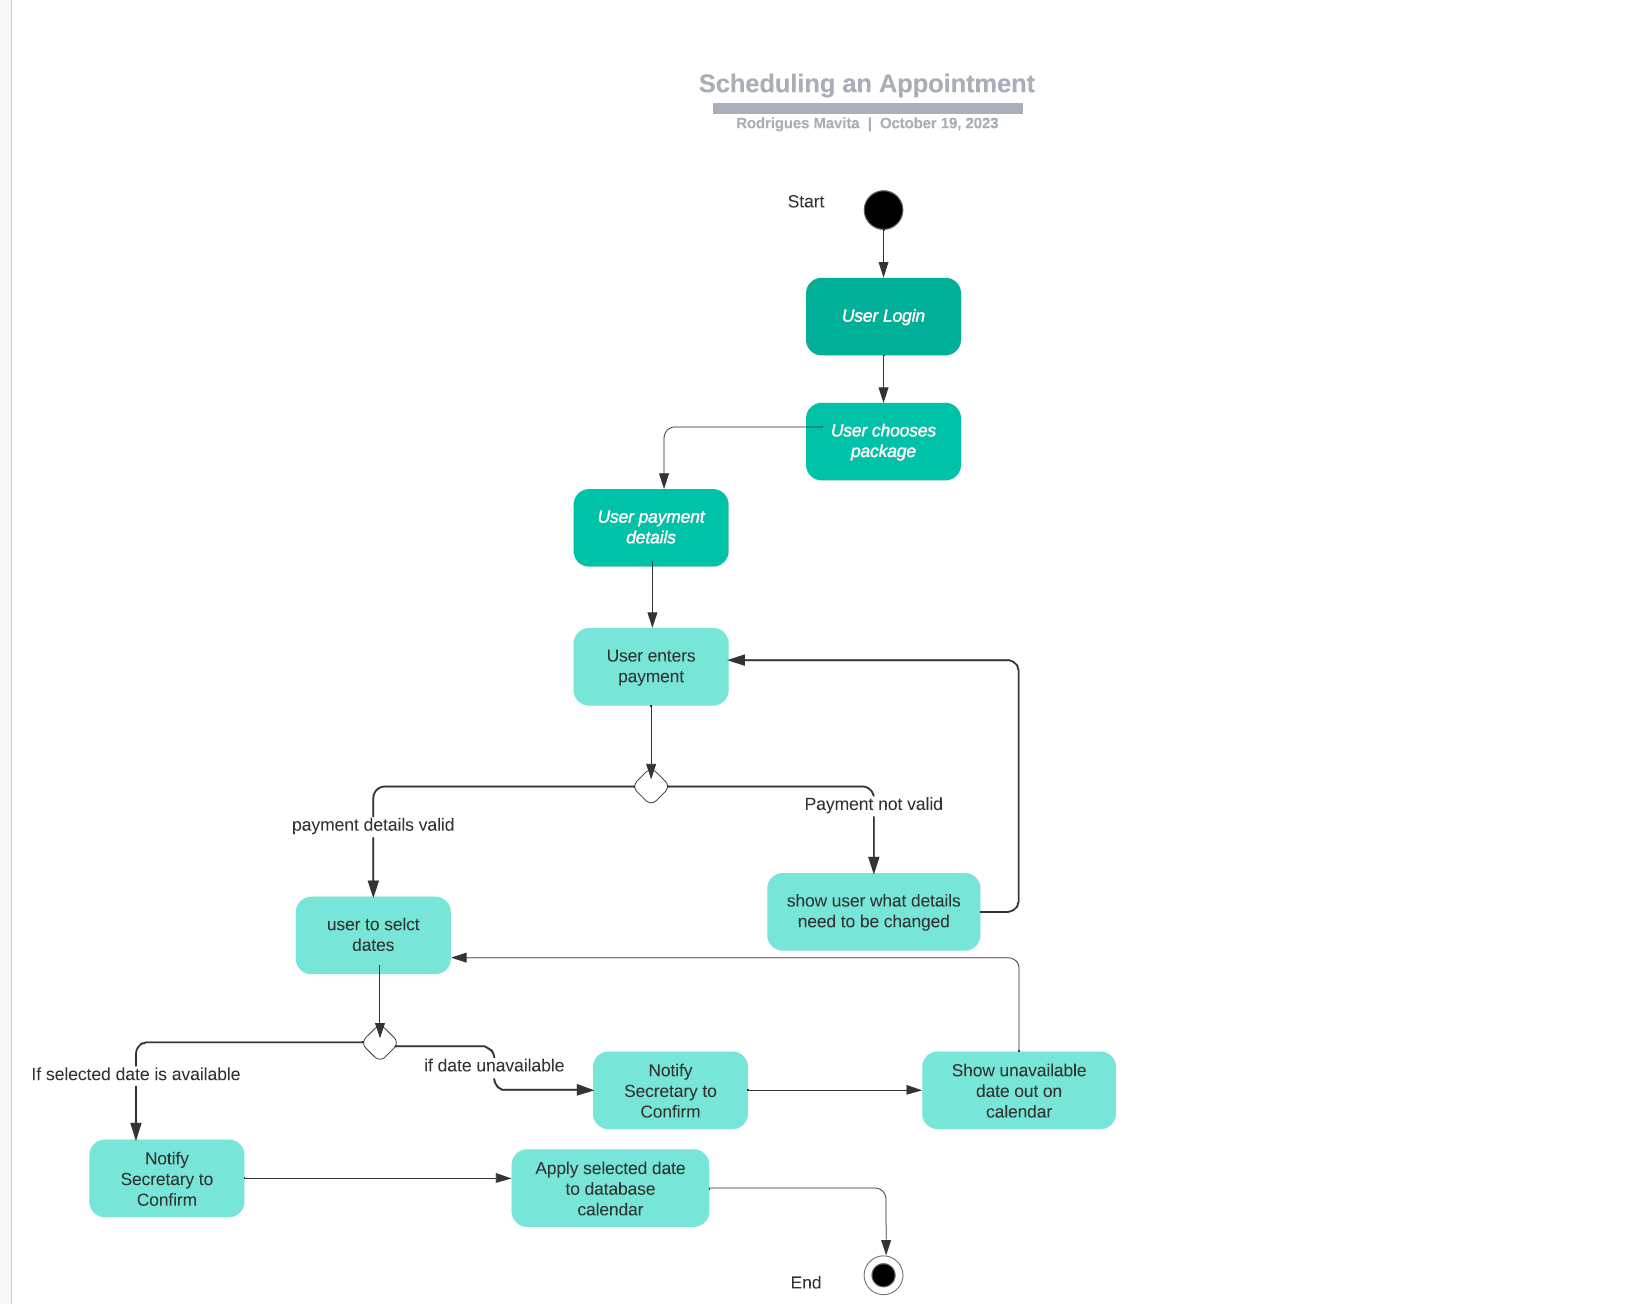 Scheduling an Appointment
Rodrigues Mavita | October 19, 2023
Start
User Login
User chooses
package
User payment
details
User enters
payment
Payment not valid
payment details valid
show user what details
need to be changed
user to selct
dates
if date unavailable
If selected date is available
Notify
Secretary to
Confirm
Show unavailable
date out on
calendar
Notify
Secretary to
Confirm
Apply selected date
to database
calendar
End